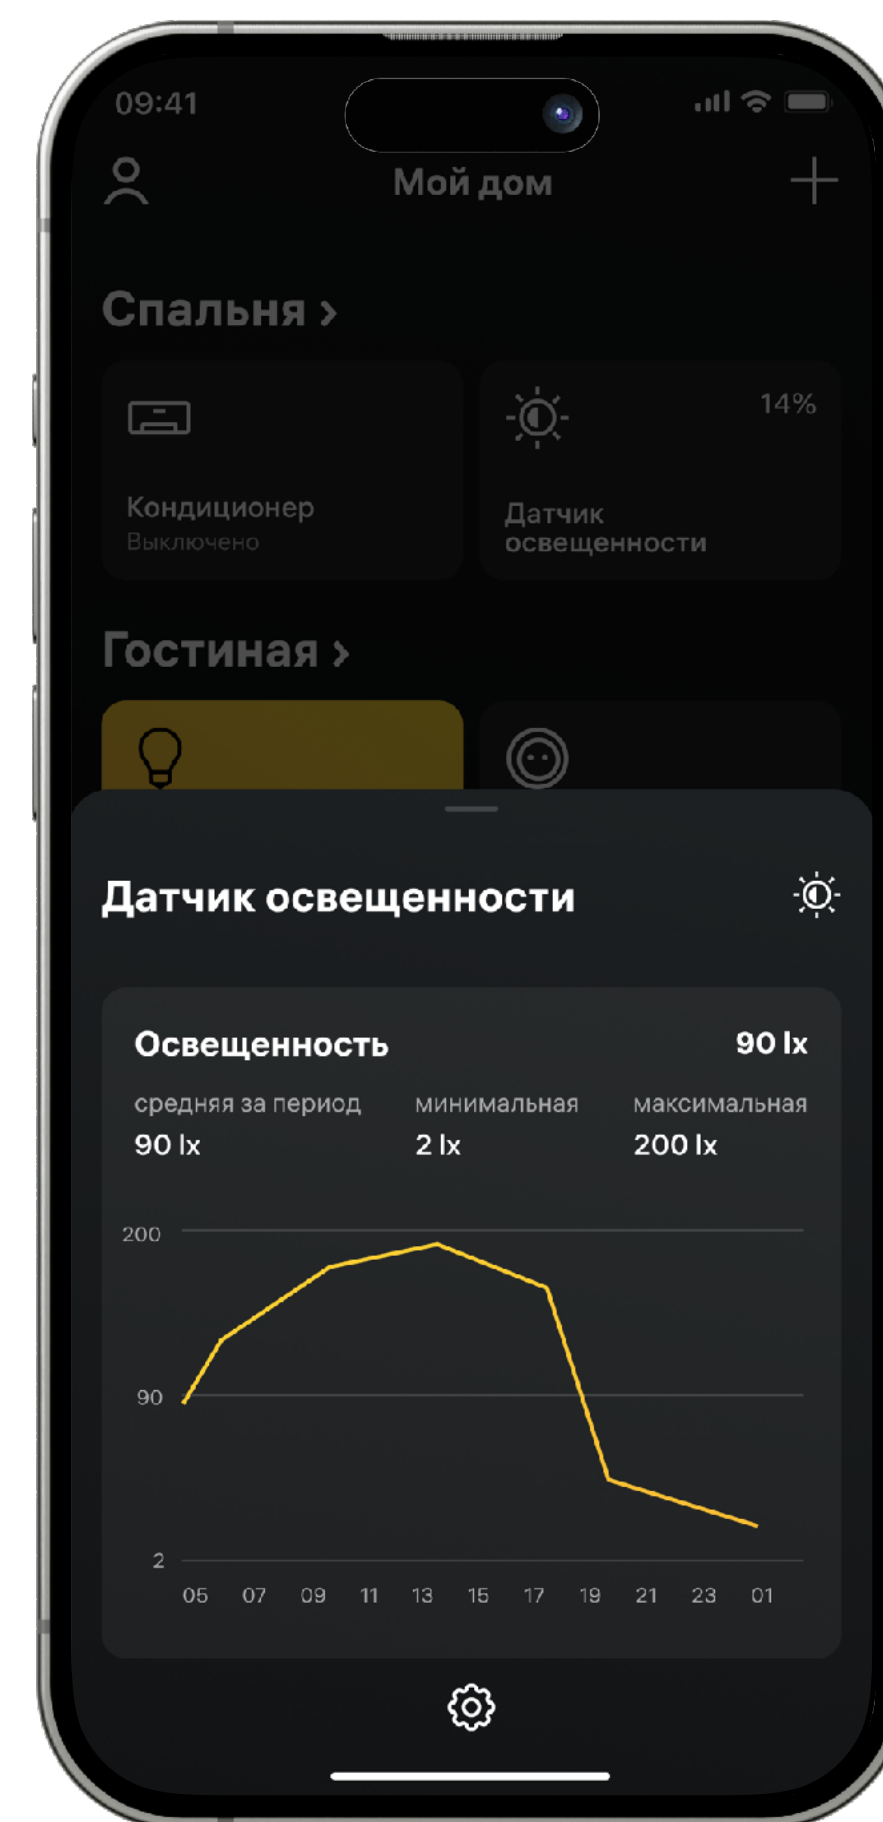 09:41
Мой дом
Спальня >
14%
Кондиционер
Выключено
Датчик
освещенности
Гостиная >
Датчик освещенности
Освещенность 90 lx
средняя за период минимальная максимальная
90 lx 2 lx 200 lx
200
90
2
05 07 09 11 13 15 17 19 21 23 01